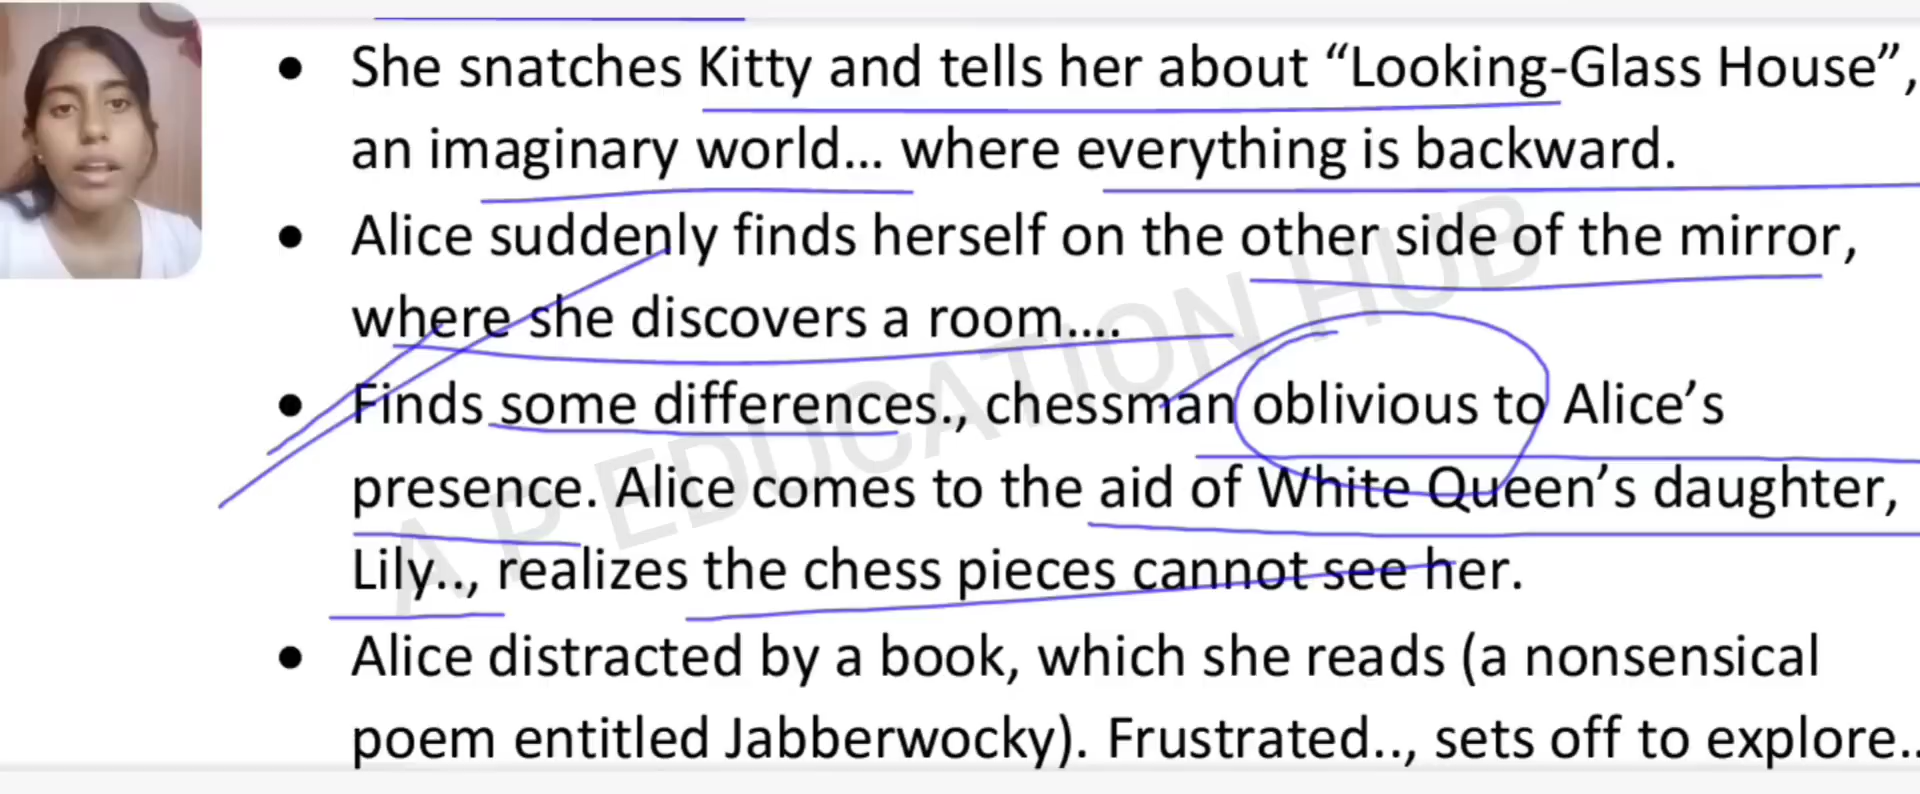 She snatches Kitty and tells her about “Looking-Glass House”,
an imaginary world... where everything is backward.
Alice suddenly finds herself on the other side of the mirror,
where she discovers a room....
Finds some differences., chessman oblivious to Alice’s
presence. Alice comes to the aid of White Queen’s daughter,
Lily.., realizes the chess pieces cannot see her.
Alice distracted by a book, which she reads (a nonsensical
poem entitled Jabberwocky). Frustrated.., sets off to explore..
A P EDUCATION HUB